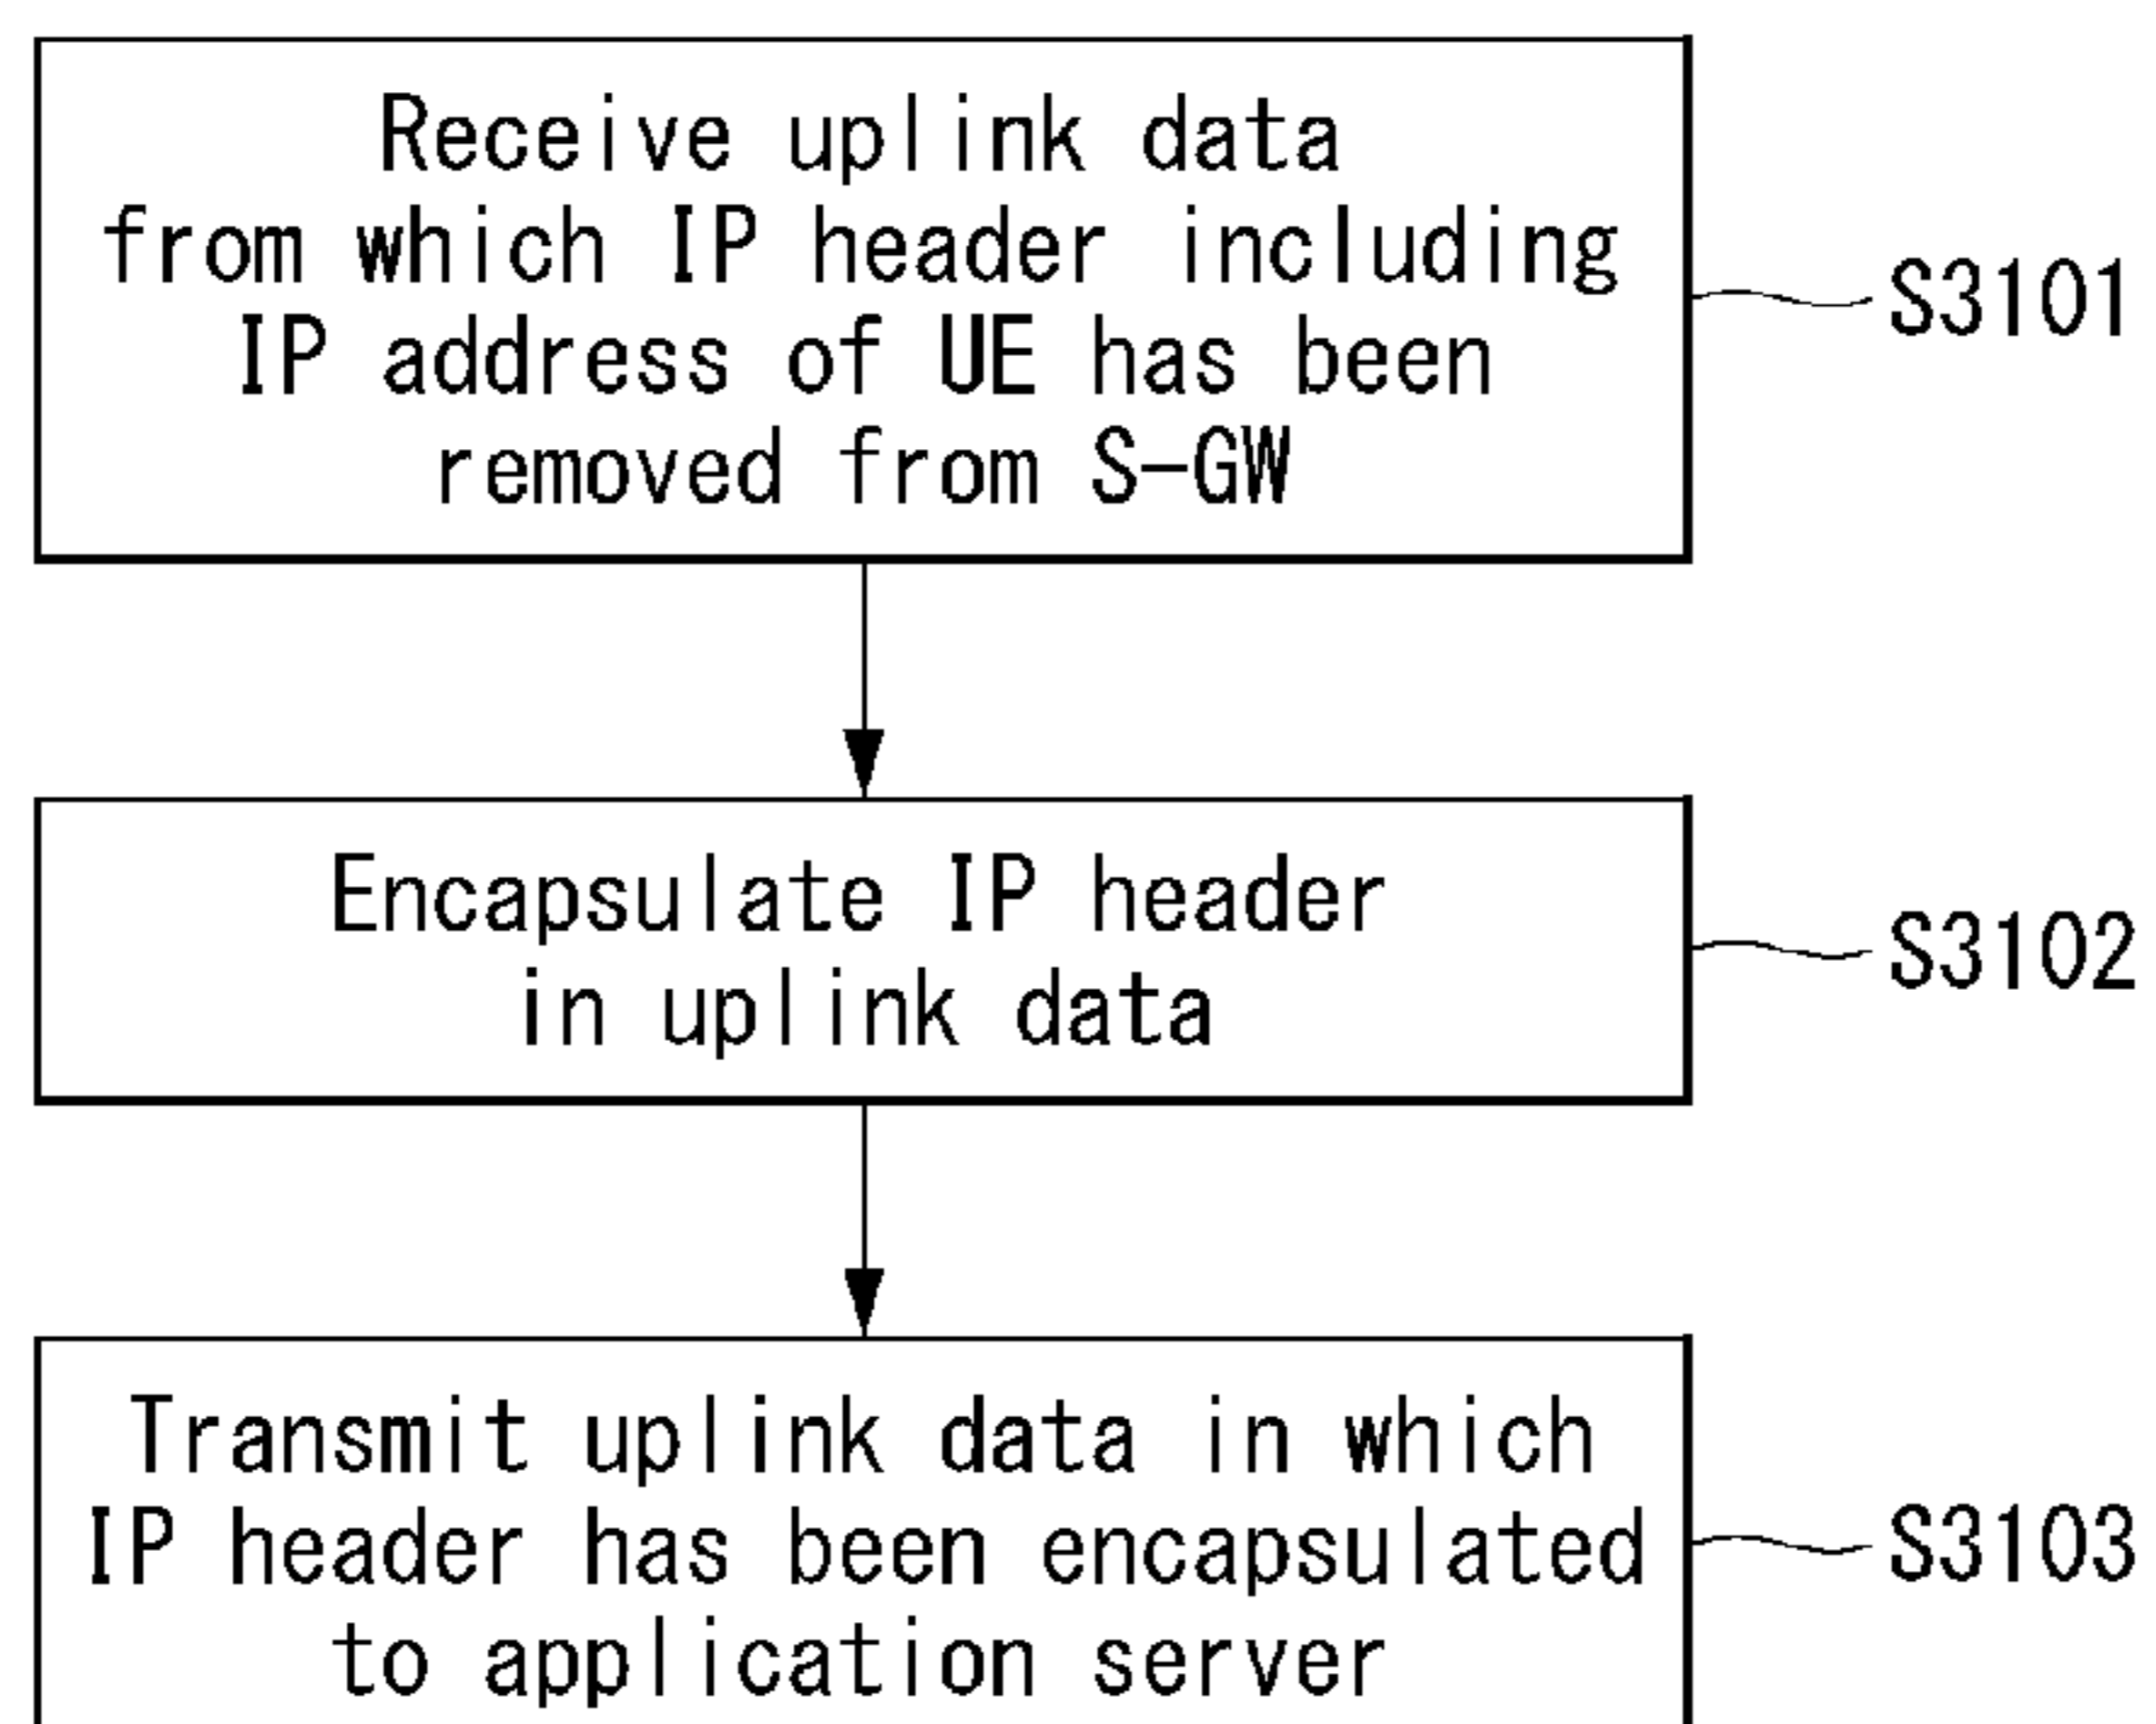 Receive uplink data
from which IP header including
IP address of UE has been
removed from S-GW
S3101
Encapsulate IP header
in uplink data
S3102
Transmit uplink data in which
IP header has been encapsulated
to application server
S3103